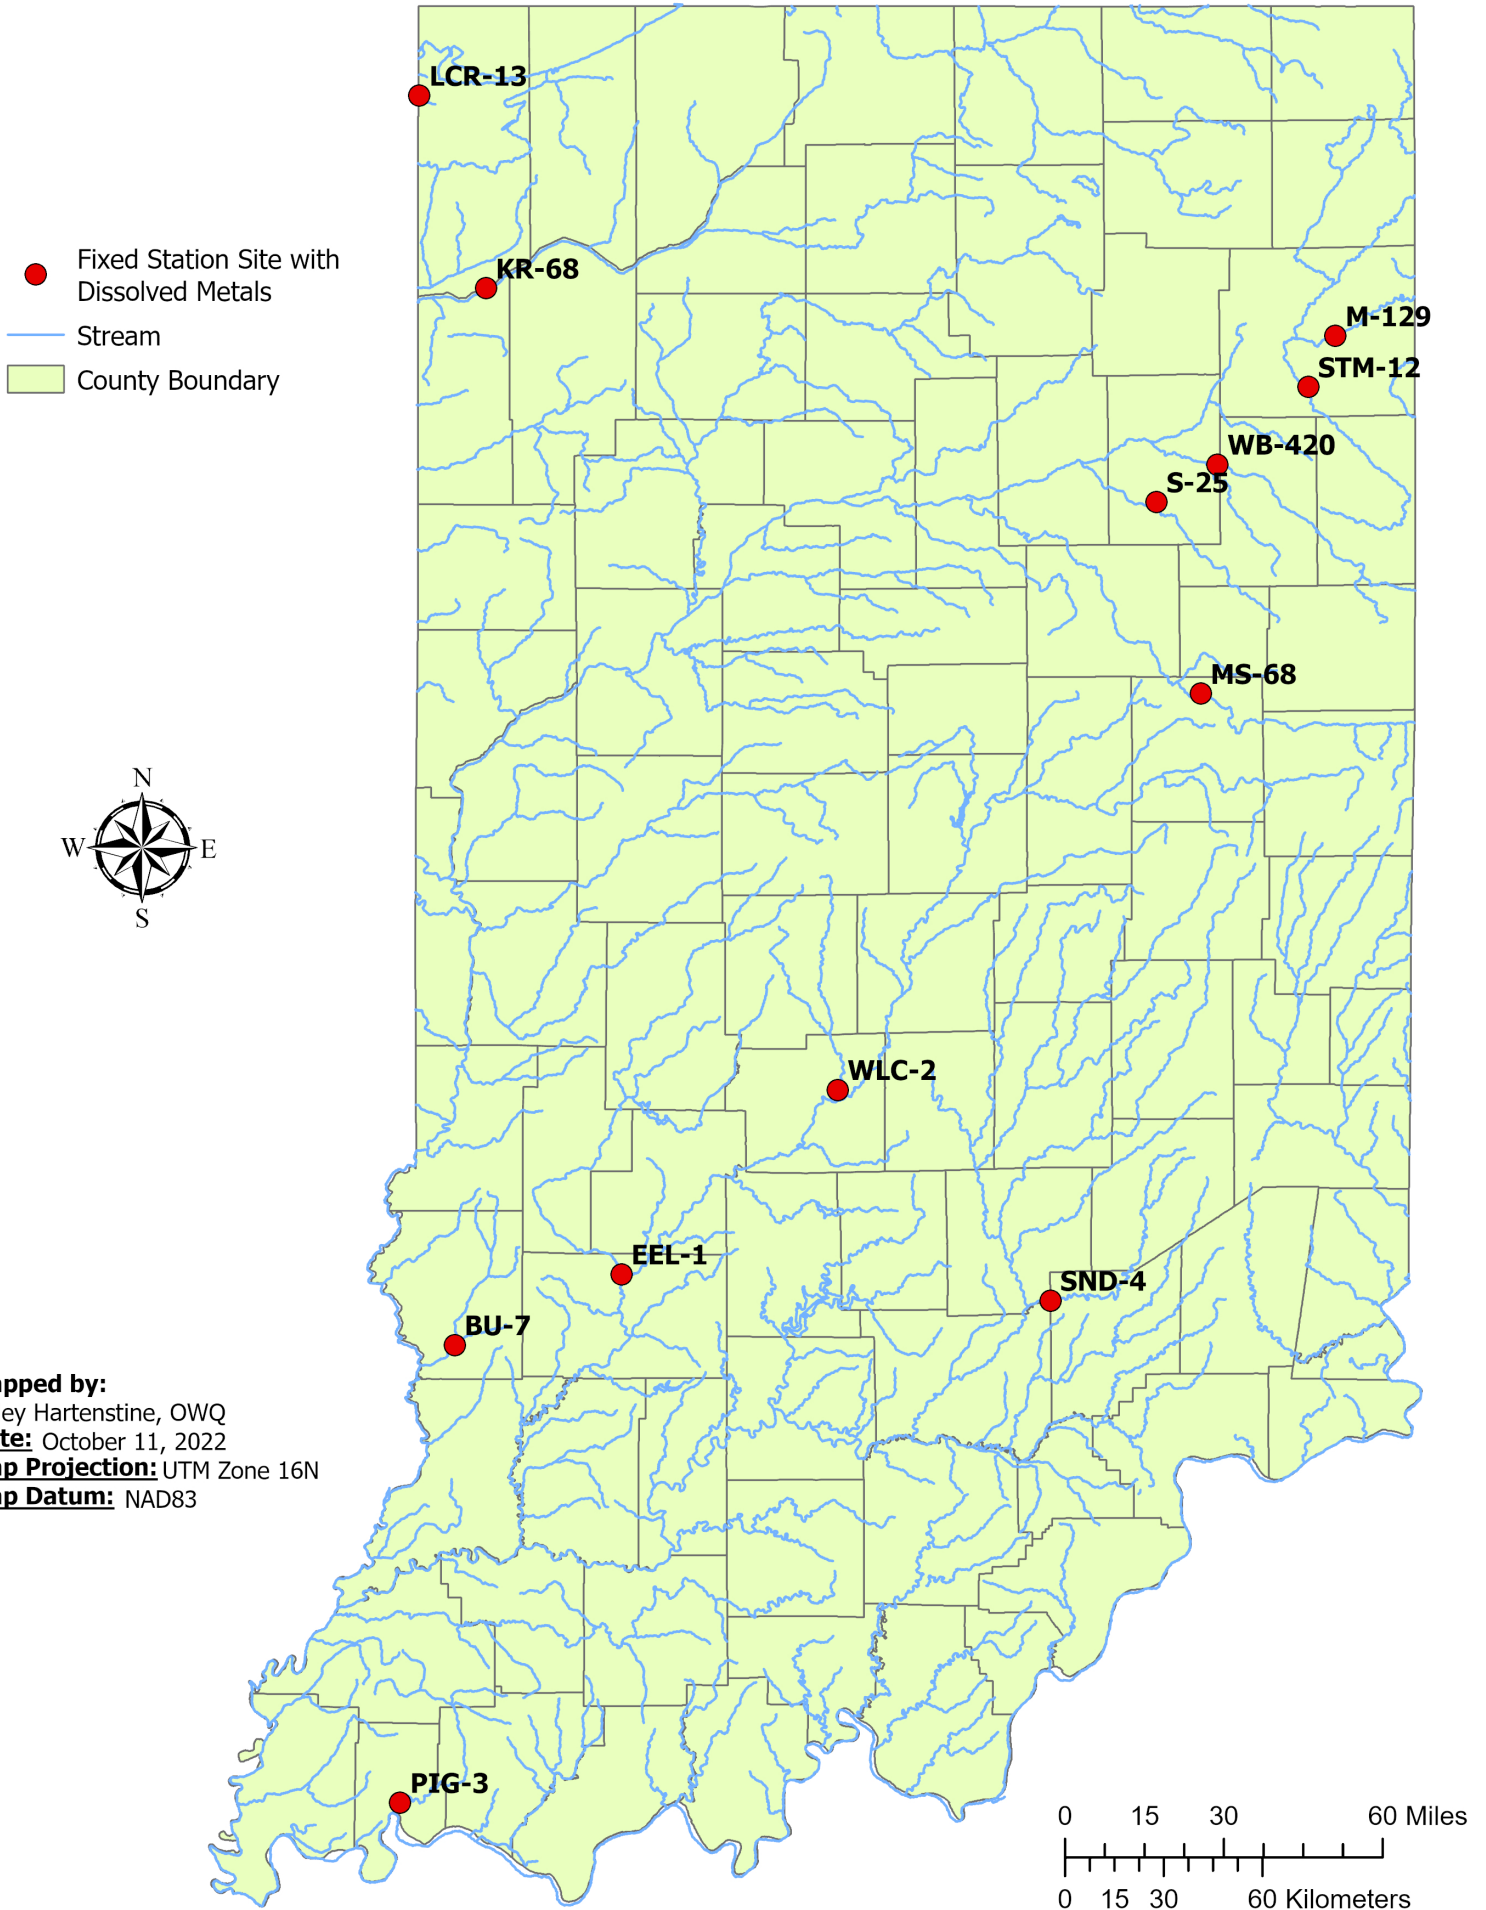 LCR-13
Fixed Station Site with
Dissolved Metals
Stream
County Boundary
KR-68
M-129
STM-12
WB-420
S-25
MS-68
N
W E
S
WLC-2
EEL-1
SND-4
BU-7
apped by:
ey Hartenstine, OWQ
te: October 11, 2022
ap Projection: UTM Zone 16N
ap Datum: NAD83
PIG-3
0 15 30 60 Miles
0 15 30 60 Kilometers